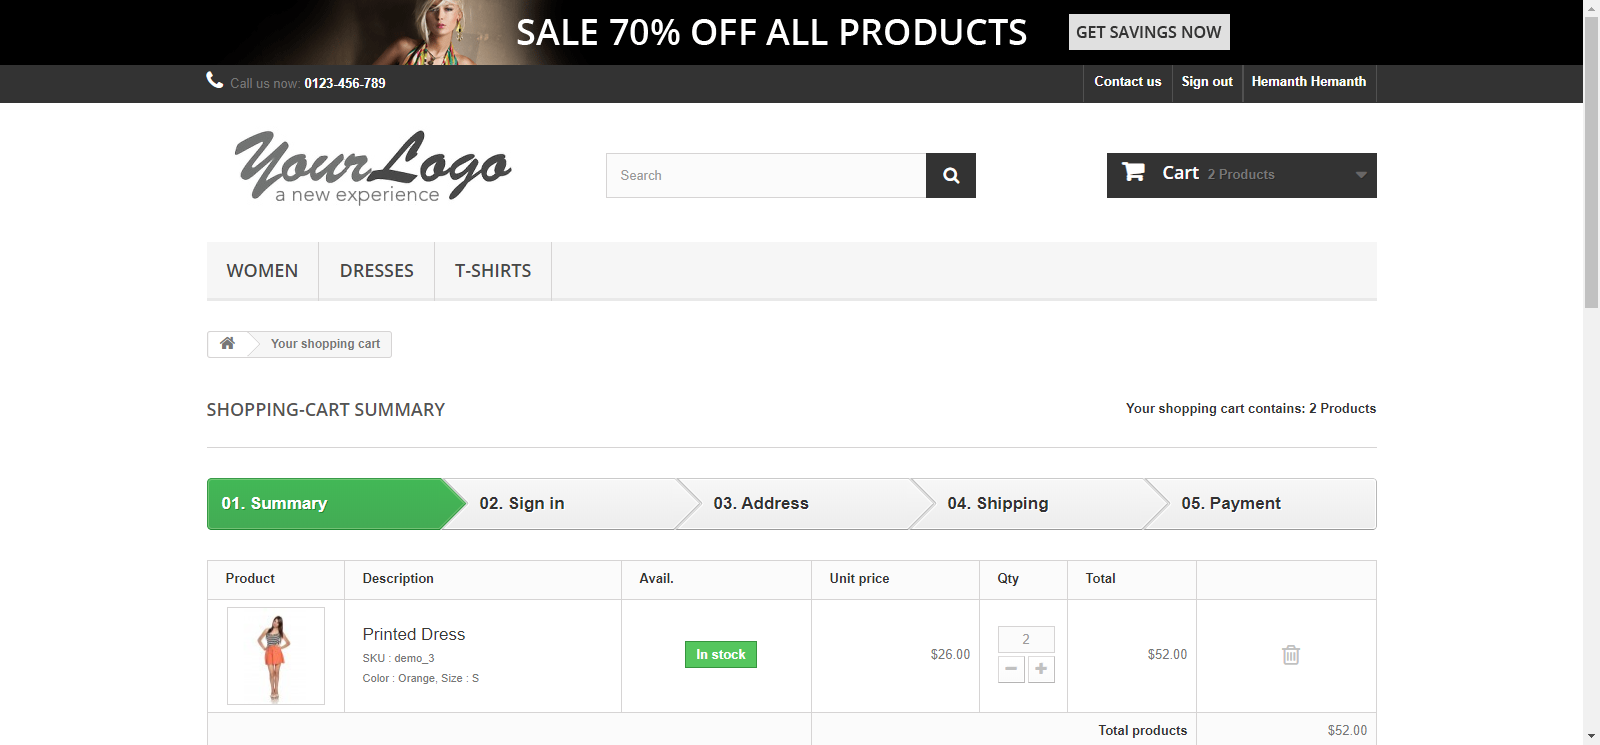 SALE 70% OFF ALL PRODUCTS GET SAVINGS NOW
Call us now: 0123-456-789 Contact us Sign out Hemanth Hemanth
Your Logo
a new experience
Search
Cart 2 Products
WOMEN DRESSES T-SHIRTS
Your shopping cart
SHOPPING-CART SUMMARY Your shopping cart contains: 2 Products
01. Summary 02. Sign in 03. Address 04. Shipping 05. Payment
Product Description Avail. Unit price Qty Total
Printed Dress
SKU : demo_3
Color : Orange, Size : S
In stock $26.00 2 $52.00
Total products $52.00